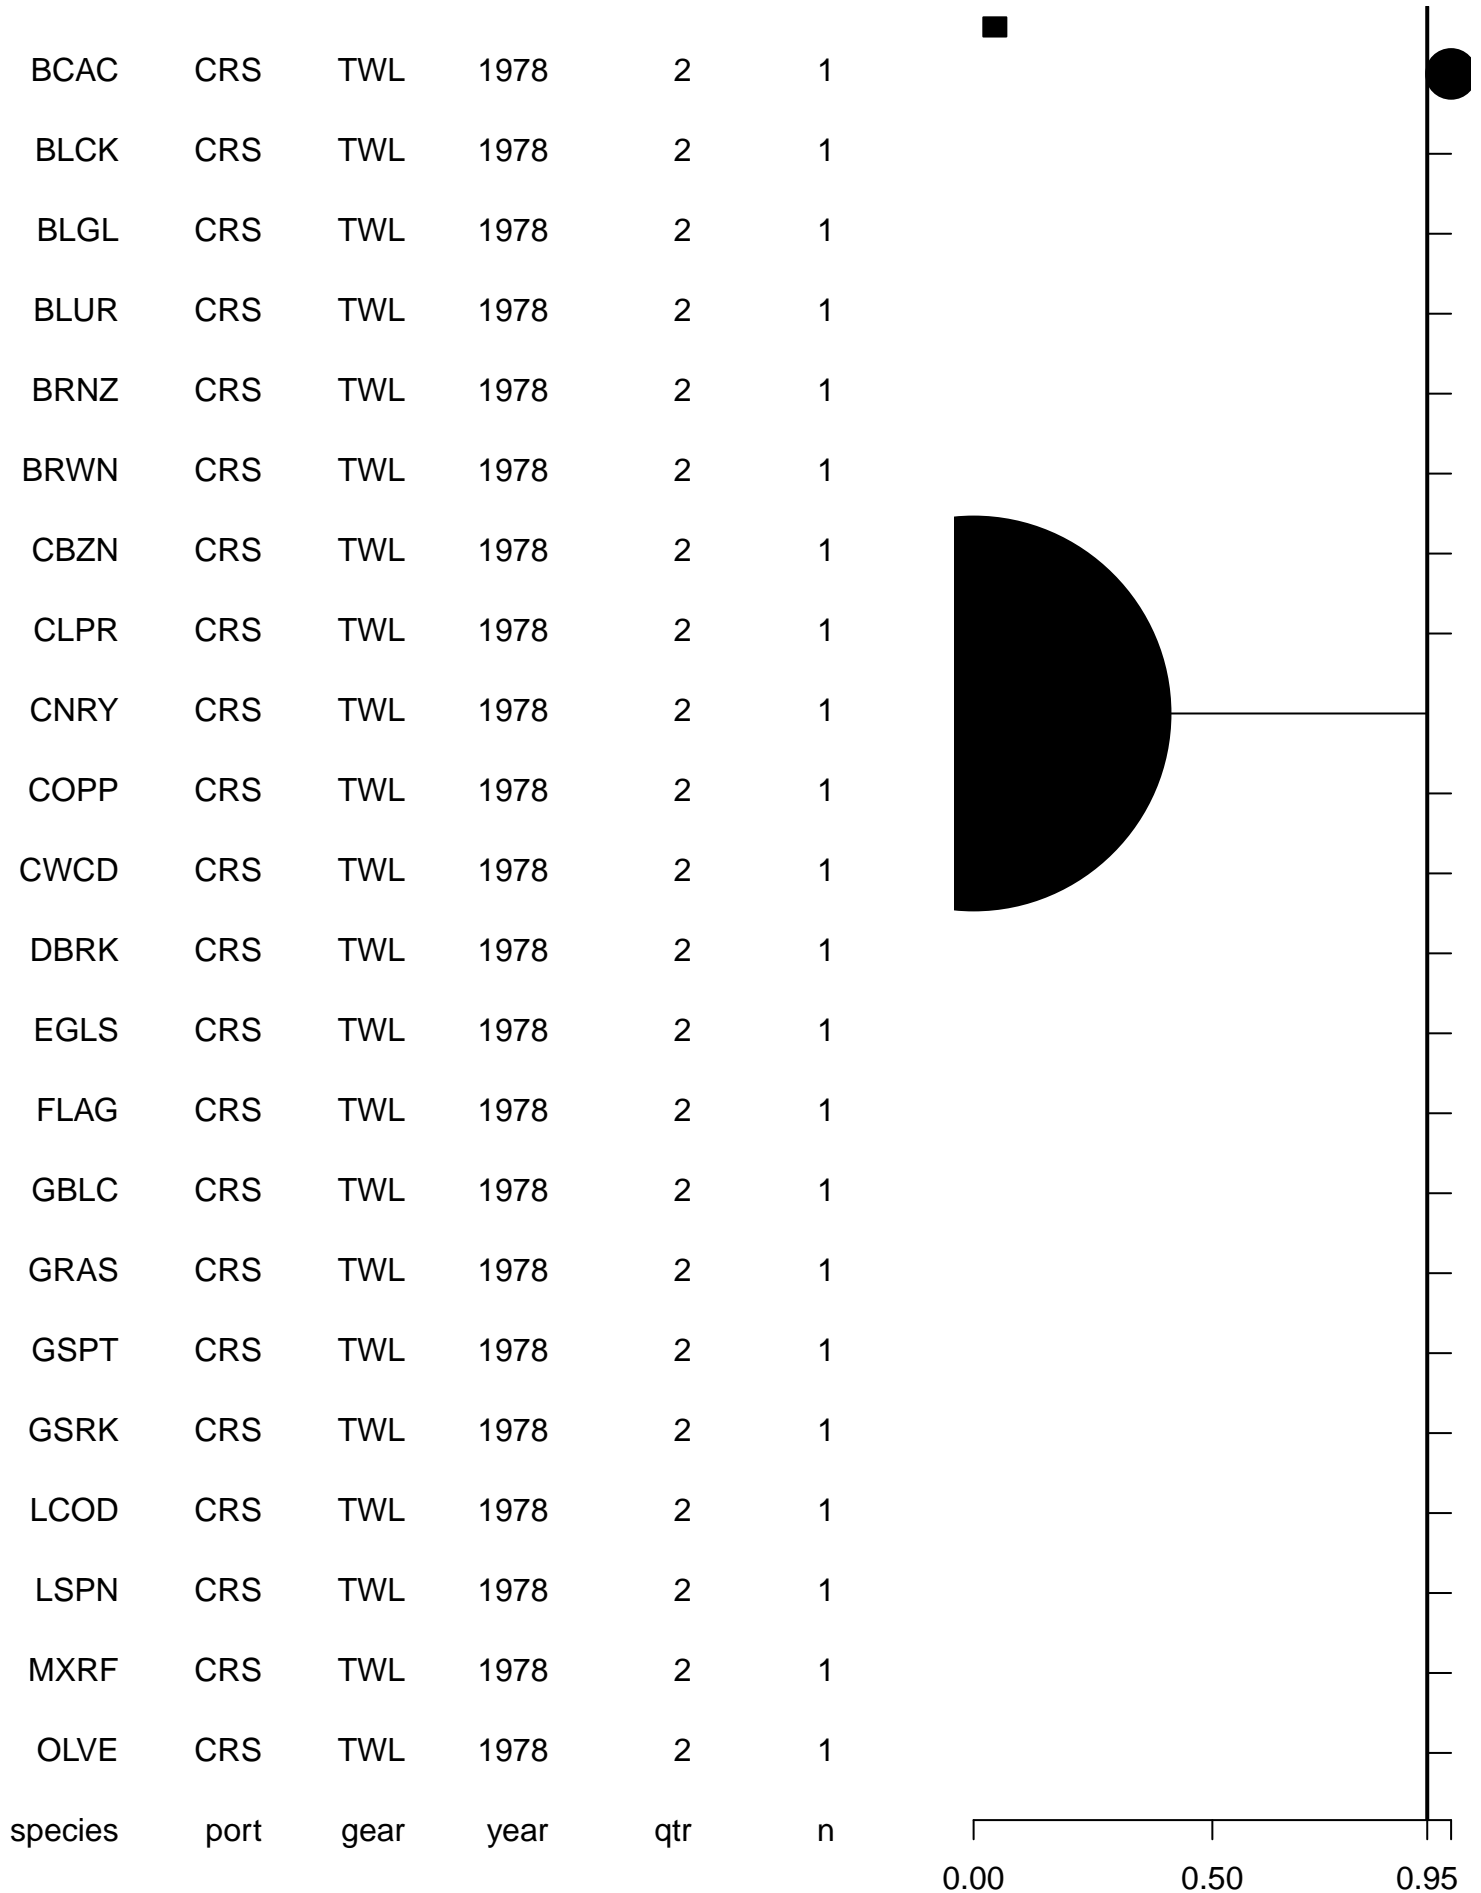 BCAC CRS TWL 1978 2 1
BLCK CRS TWL 1978 2 1
BLGL CRS TWL 1978 2 1
BLUR CRS TWL 1978 2 1
BRNZ CRS TWL 1978 2 1
BRWN CRS TWL 1978 2 1
CBZN CRS TWL 1978 2 1
CLPR CRS TWL 1978 2 1
CNRY CRS TWL 1978 2 1
COPP CRS TWL 1978 2 1
CWCD CRS TWL 1978 2 1
DBRK CRS TWL 1978 2 1
EGLS CRS TWL 1978 2 1
FLAG CRS TWL 1978 2 1
GBLC CRS TWL 1978 2 1
GRAS CRS TWL 1978 2 1
GSPT CRS TWL 1978 2 1
GSRK CRS TWL 1978 2 1
LCOD CRS TWL 1978 2 1
LSPN CRS TWL 1978 2 1
MXRF CRS TWL 1978 2 1
OLVE CRS TWL 1978 2 1
species port gear year qtr n
0.00 0.50 0.95